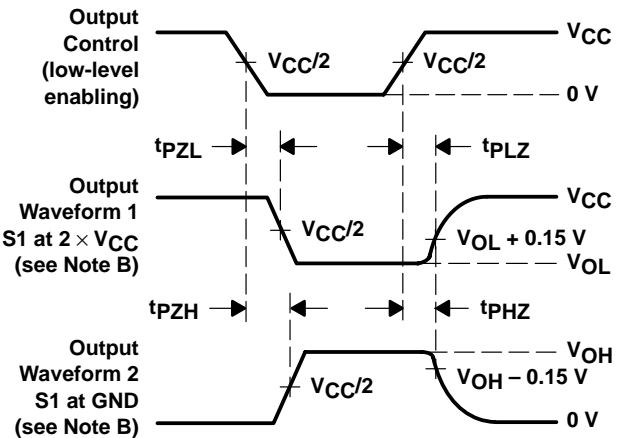 Output
Control
(low-level
enabling)
VCC/2
VCC/2
VCC
0 V
tPZL
tPLZ
Output
Waveform 1
S1 at 2 × VCC
(see Note B)
VCC/2
VCC
VOL + 0.15 V
VOL
tPZH
tPHZ
Output
Waveform 2
S1 at GND
(see Note B)
VCC/2
VOH
VOH – 0.15 V
0 V